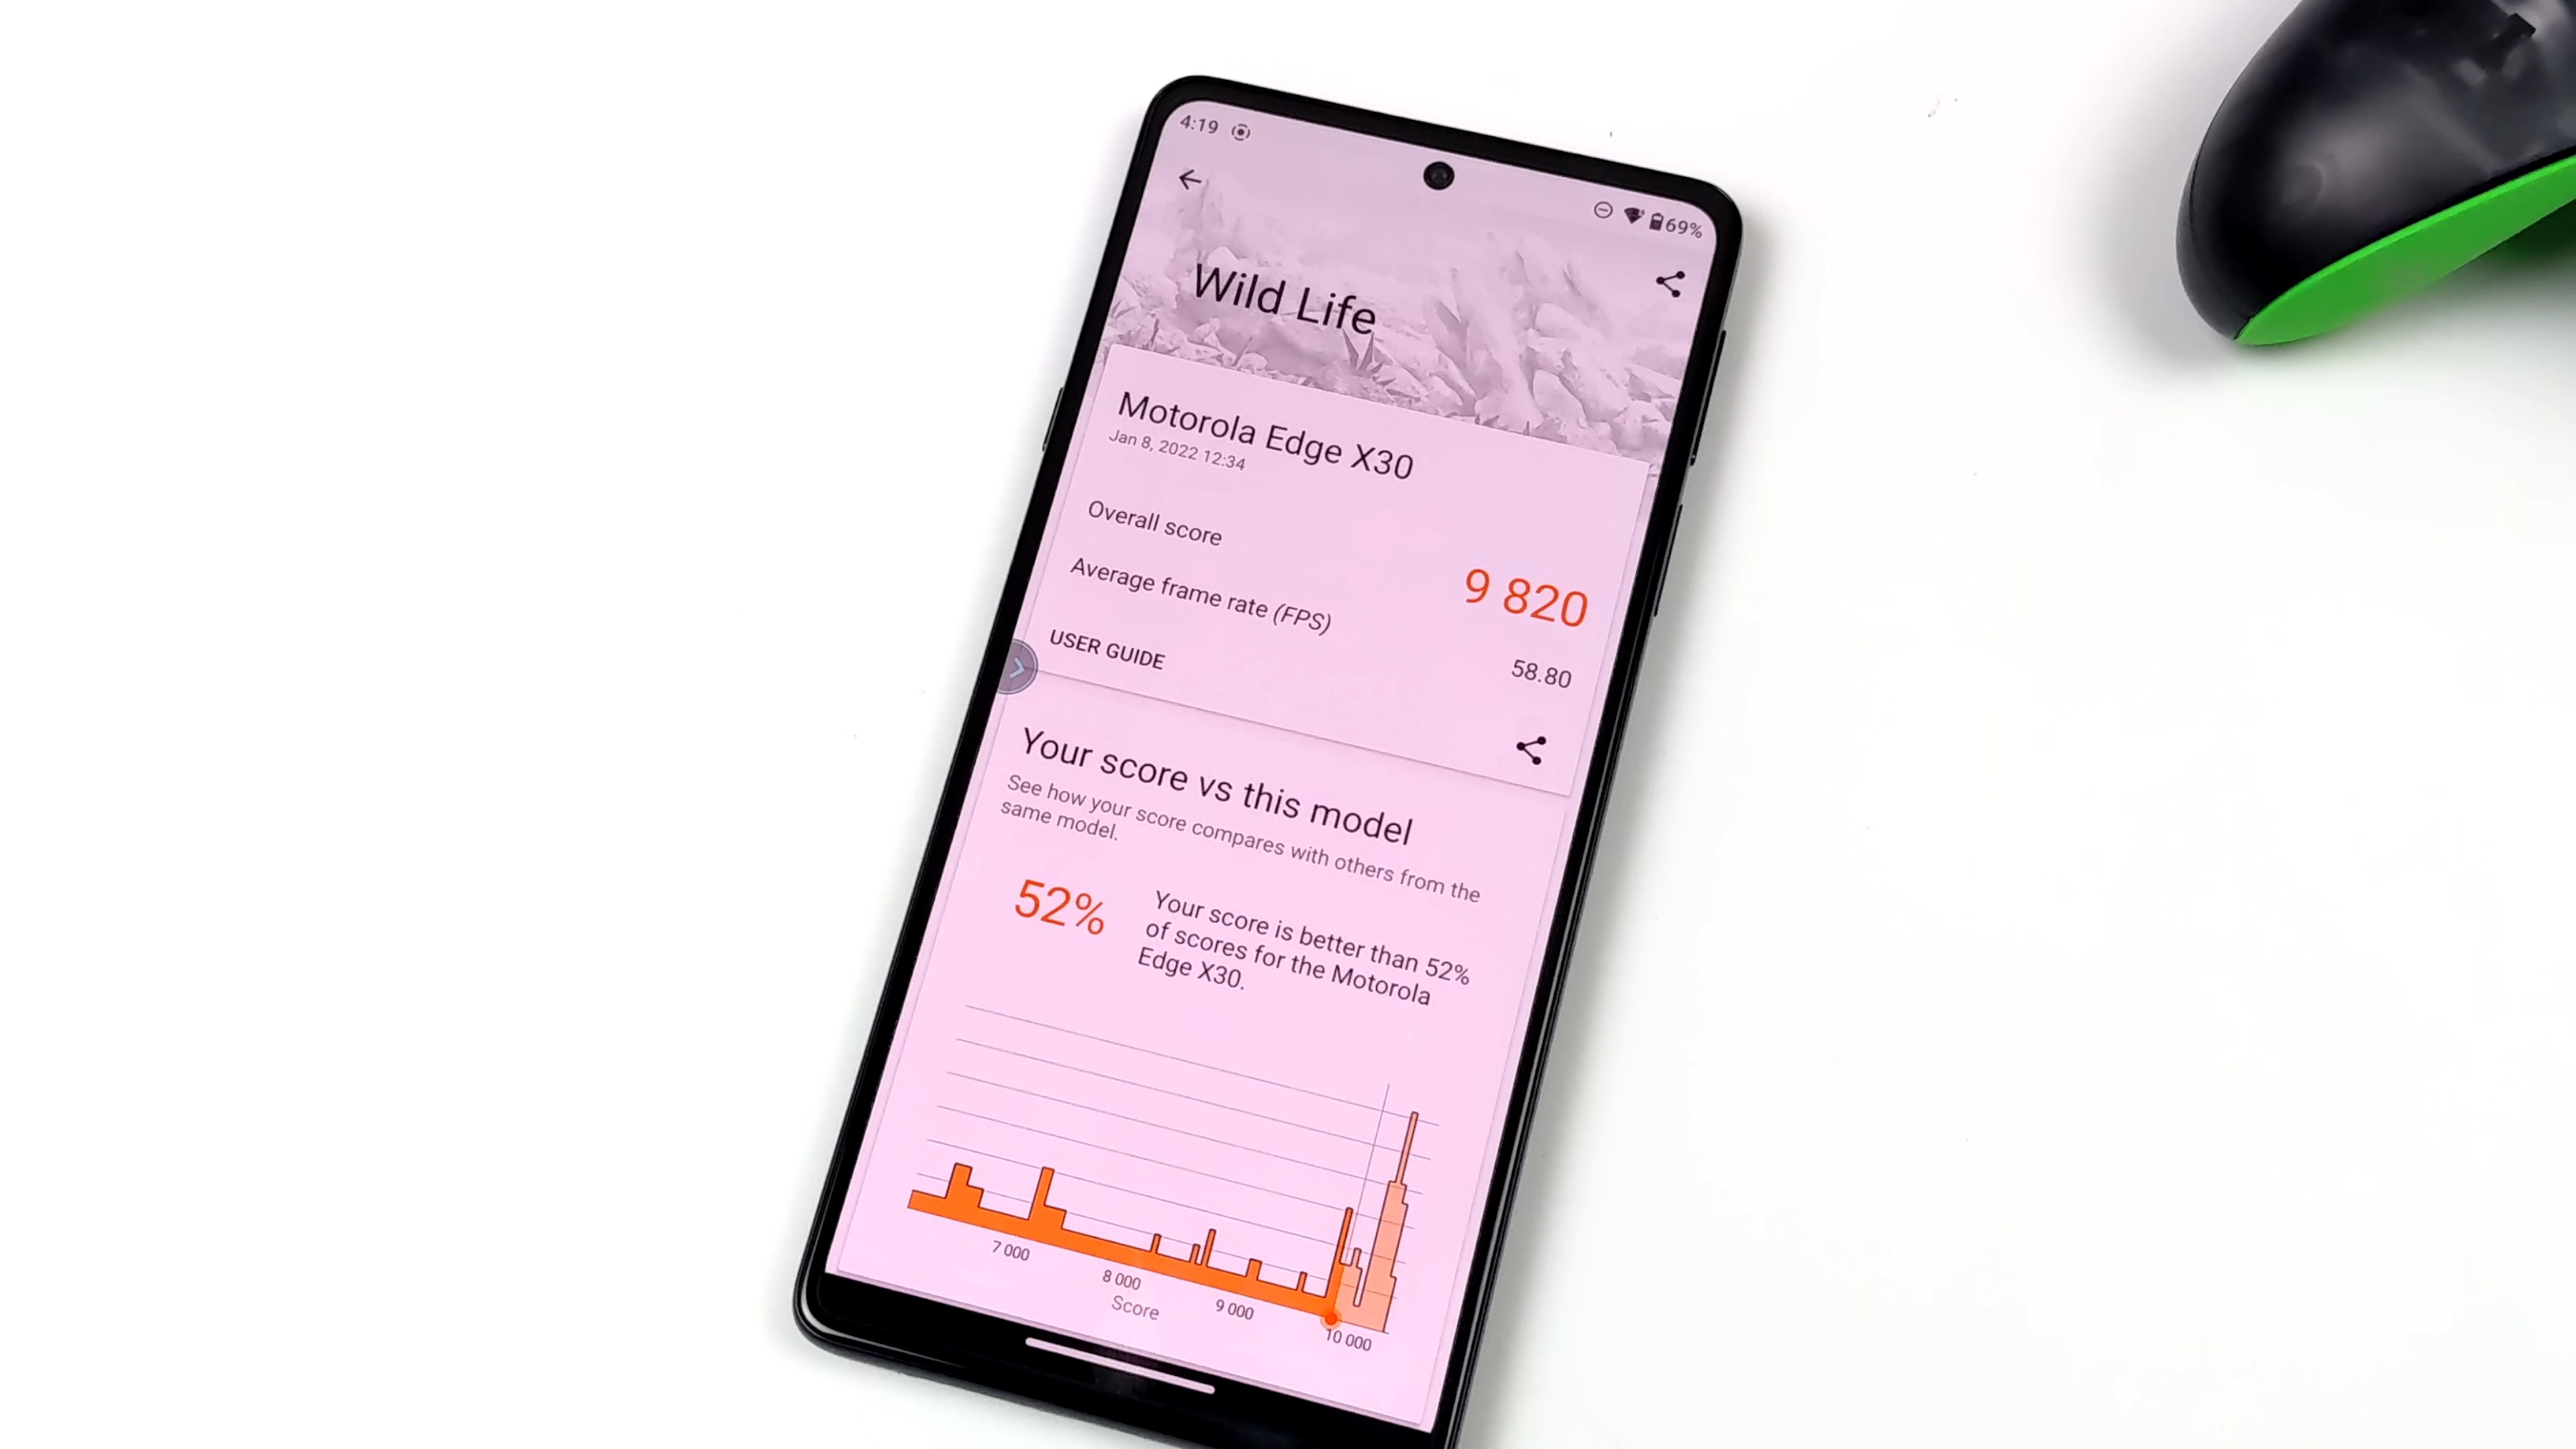 4:19
69%
Wild Life
Motorola Edge X30
Jan 8, 2022 12:34
Overall score
9 820
Average frame rate (FPS)
58.80
USER GUIDE
Your score vs this model
See how your score compares with others from the
same model.
52%
Your score is better than 52%
of scores for the Motorola
Edge X30.
7 000
8 000
9 000
10 000
Score